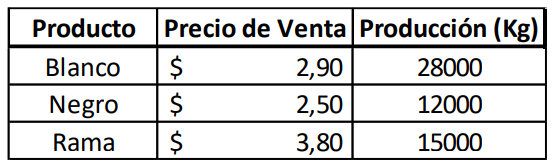 Producto Precio de Venta Producción (Kg)
Blanco $ 2,90 28000
Negro $ 2,50 12000
Rama $ 3,80 15000